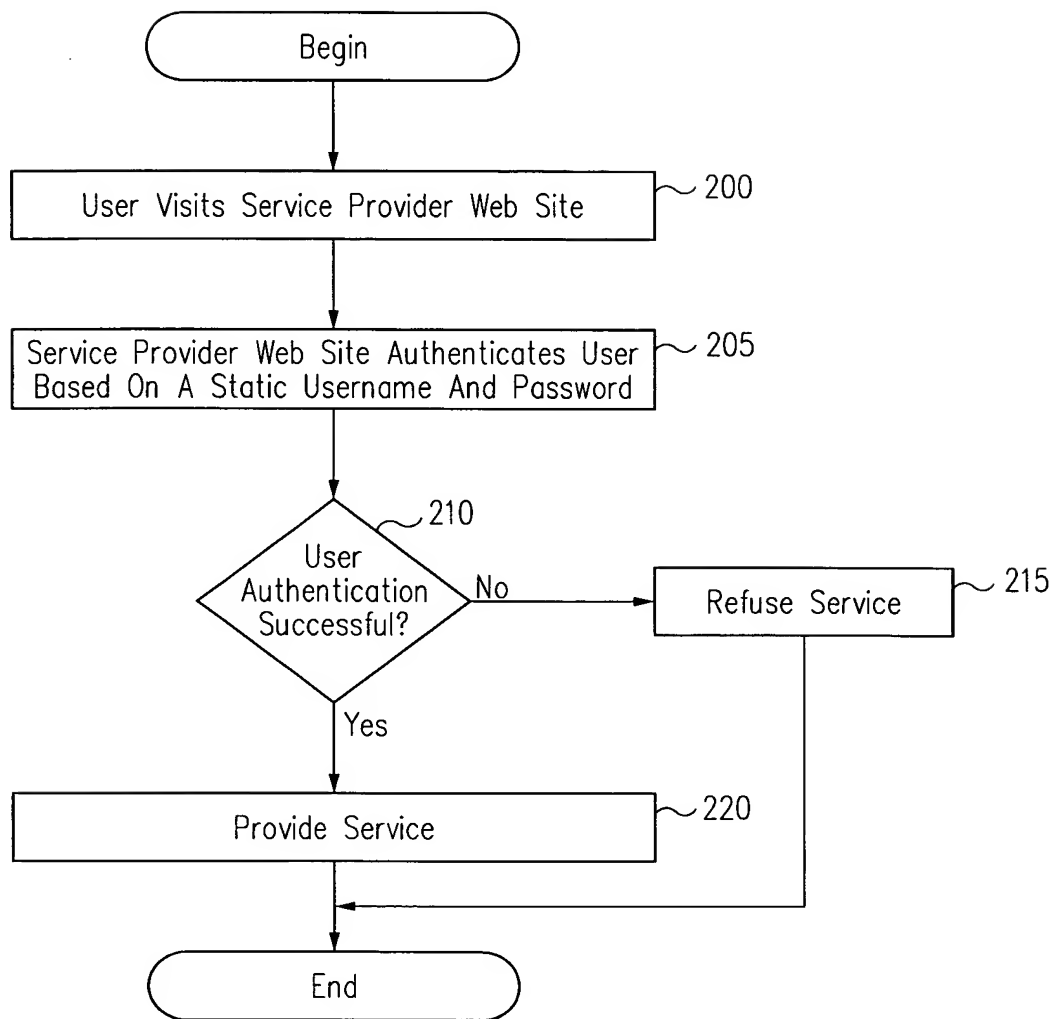 Begin
User Visits Service Provider Web Site
200
Service Provider Web Site Authenticates User
Based On A Static Username And Password
205
210
User
Authentication
Successful?
No
Refuse Service
215
Yes
Provide Service
220
End